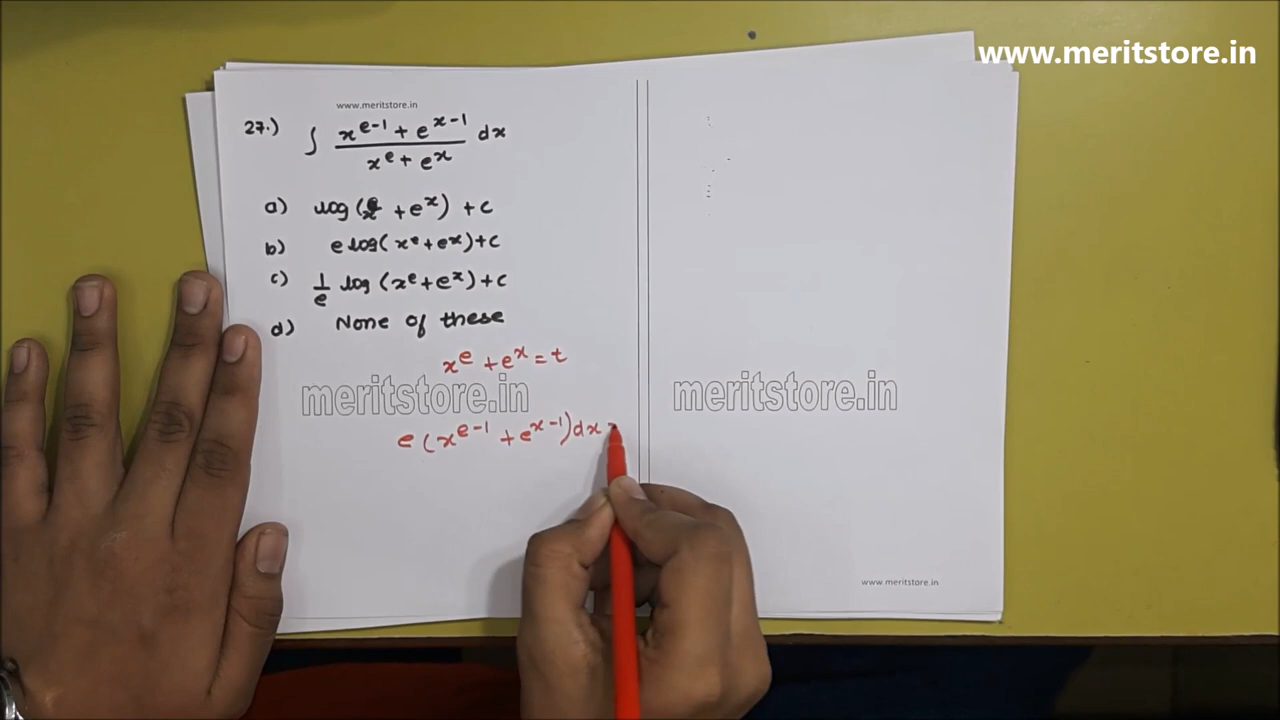 www.meritstore.in
www.meritstore.in
27.) ∫ (x^(e-1) + e^(x-1)) / (x^e + e^x) dx
a) log(x^e + e^x) + c
b) e log(x^e + e^x) + c
c) 1/e log(x^e + e^x) + c
d) None of these
x^e + e^x = t
meritstore.in
meritstore.in
e(x^(e-1) + e^(x-1))dx =
www.meritstore.in